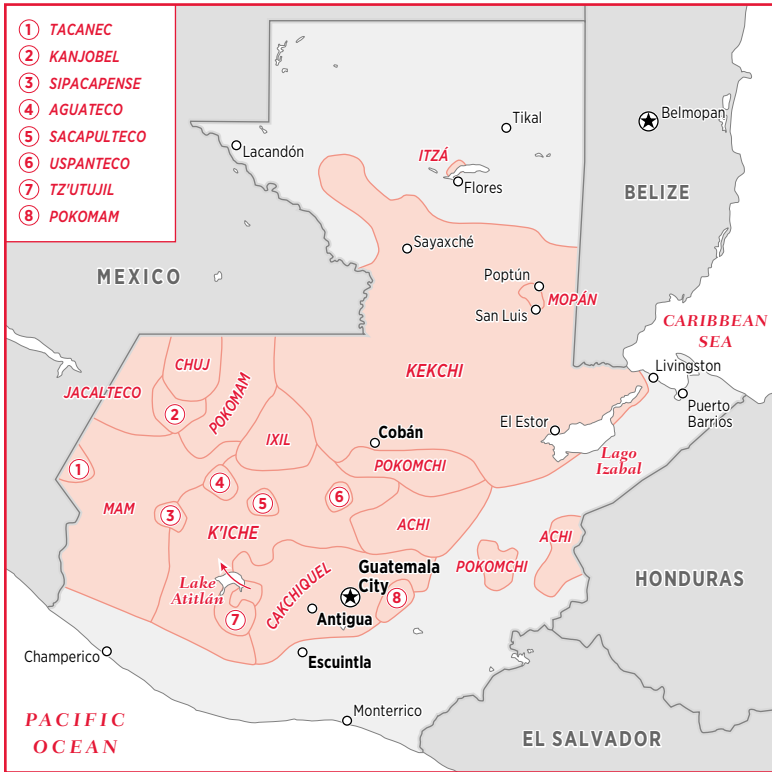 1 TACANEC
2 KANJOBEL
3 SIPACAPENSE
4 AGUATECO
5 SACAPULTECO
6 USPANTECO
7 TZ'UTUJIL
8 POKOMAM
Tikal
Belmopan
Lacandón
ITZÁ
Flores
BELIZE
Sayaxché
MEXICO
Poptún
MOPÁN
San Luis
CARIBBEAN
SEA
CHUJ
Livingston
KEKCHI
JACALTECO
POKOMAM
Puerto
Barrios
2
El Estor
IXIL
Cobán
Lago
Izabal
POKOMCHI
1
4
MAM
5
6
3
K'ICHE
ACHI
ACHI
POKOMCHI
Guatemala
City
HONDURAS
Lake
Atitlán
CAKCHIQUEL
8
7
Antigua
Champerico
Escuintla
Monterrico
PACIFIC
OCEAN
EL SALVADOR